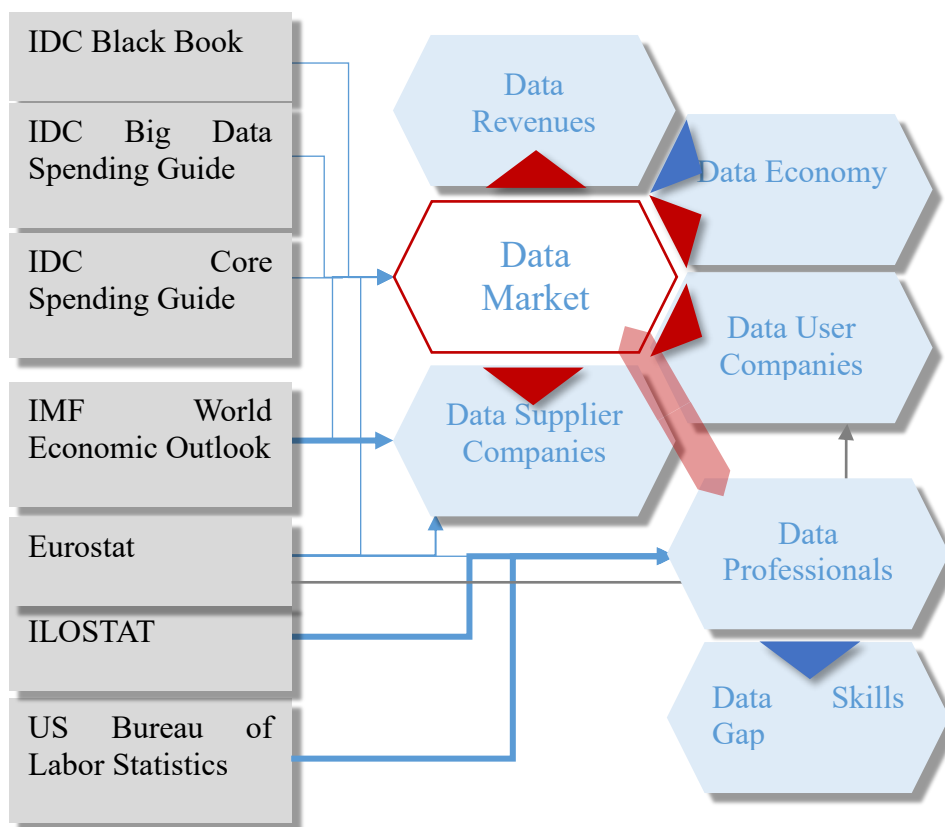 IDC Black Book
IDC Big Data
Spending Guide
IDC Core
Spending Guide
IMF World
Economic Outlook
Eurostat
ILOSTAT
US Bureau of
Labor Statistics
Data
Revenues
Data Economy
Data
Market
Data User
Companies
Data Supplier
Companies
Data
Professionals
Data Skills
Gap